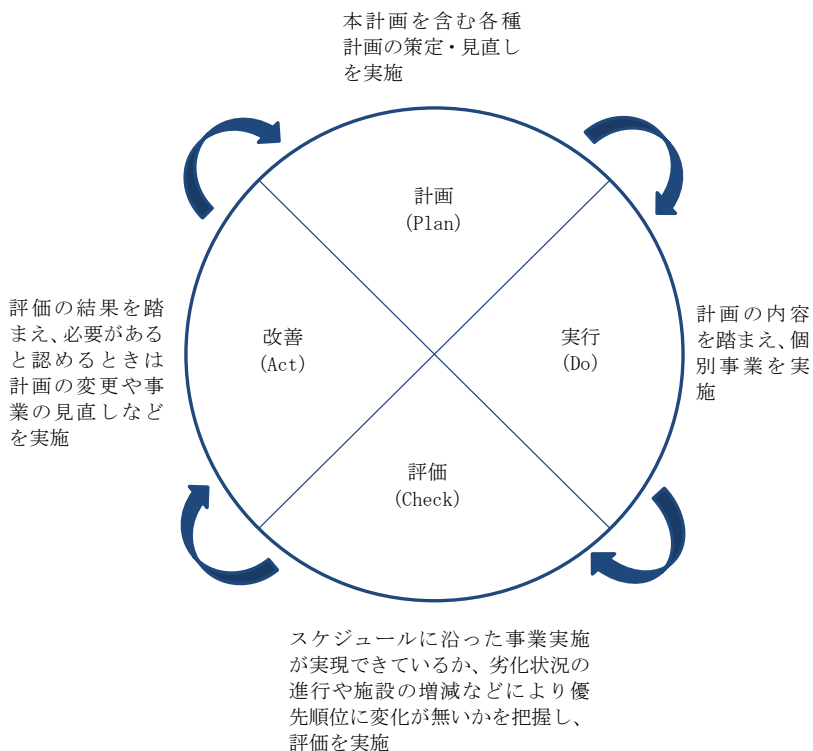 本計画を含む各種
計画の策定・見直し
を実施
計画
(Plan)
評価の結果を踏
まえ、必要がある
と認めるときは
計画の変更や事
業の見直しなど
を実施
改善
(Act)
実行
(Do)
計画の内容
を踏まえ、個
別事業を実
施
評価
(Check)
スケジュールに沿った事業実施
が実現できているか、劣化状況の
進行や施設の増減などにより優
先順位に変化が無いかを把握し、
評価を実施